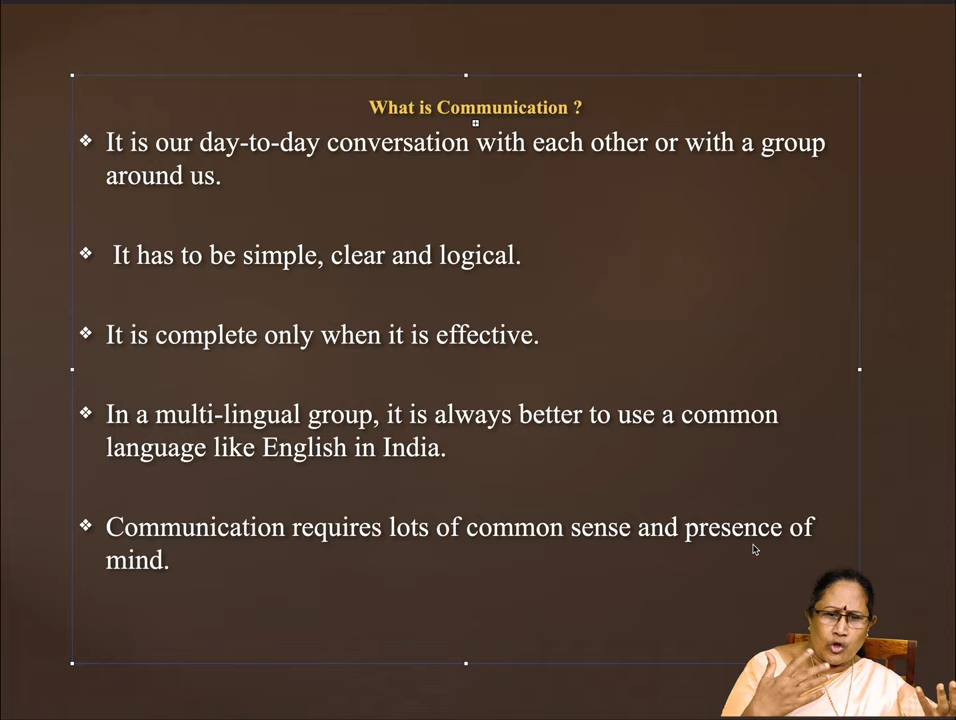 What is Communication ?
❖ It is our day-to-day conversation with each other or with a group
around us.
❖ It has to be simple, clear and logical.
❖ It is complete only when it is effective.
❖ In a multi-lingual group, it is always better to use a common
language like English in India.
❖ Communication requires lots of common sense and presence of
mind.